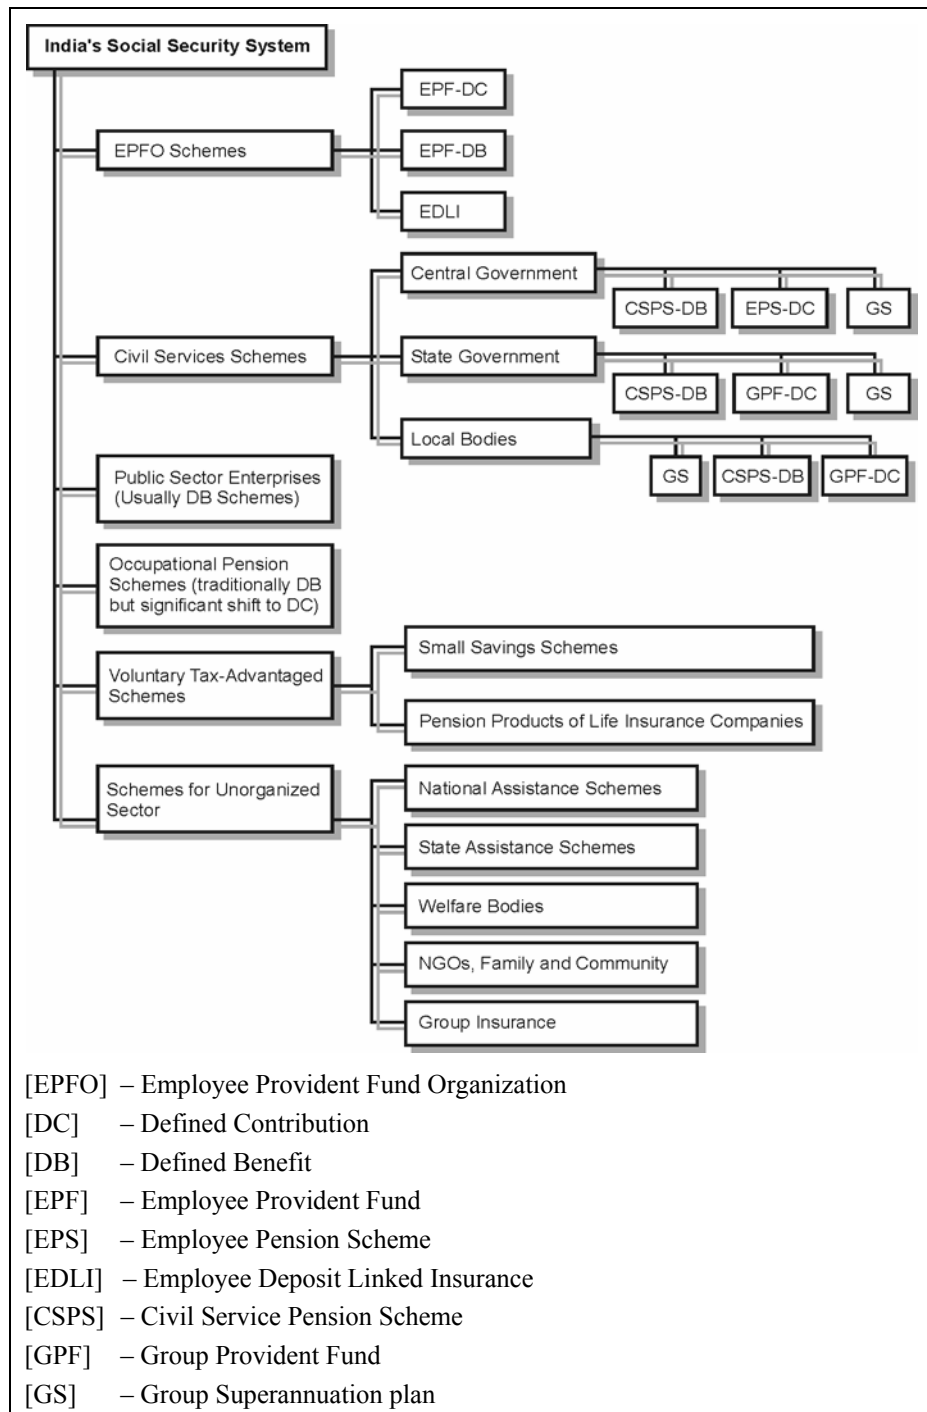 India's Social Security System
EPF-DC
EPFO Schemes
EPF-DB
EDLI
Central Government
CSPS-DB
EPS-DC
GS
Civil Services Schemes
State Government
CSPS-DB
GPF-DC
GS
Local Bodies
GS
CSPS-DB
GPF-DC
Public Sector Enterprises
(Usually DB Schemes)
Occupational Pension
Schemes (traditionally DB
but significant shift to DC)
Voluntary Tax-Advantaged
Schemes
Small Savings Schemes
Pension Products of Life Insurance Companies
Schemes for Unorganized
Sector
National Assistance Schemes
State Assistance Schemes
Welfare Bodies
NGOs, Family and Community
Group Insurance
[EPFO] – Employee Provident Fund Organization
[DC] – Defined Contribution
[DB] – Defined Benefit
[EPF] – Employee Provident Fund
[EPS] – Employee Pension Scheme
[EDLI] – Employee Deposit Linked Insurance
[CSPS] – Civil Service Pension Scheme
[GPF] – Group Provident Fund
[GS] – Group Superannuation plan